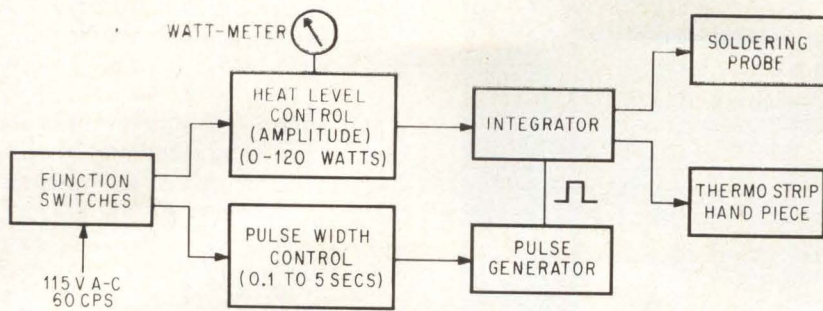 WATT-METER
HEAT LEVEL
CONTROL
(AMPLITUDE)
(0-120 WATTS)
INTEGRATOR
SOLDERING
PROBE
THERMO STRIP
HAND PIECE
FUNCTION
SWITCHES
115 V A-C
60 CPS
PULSE WIDTH
CONTROL
(0.1 TO 5 SECS)
PULSE
GENERATOR